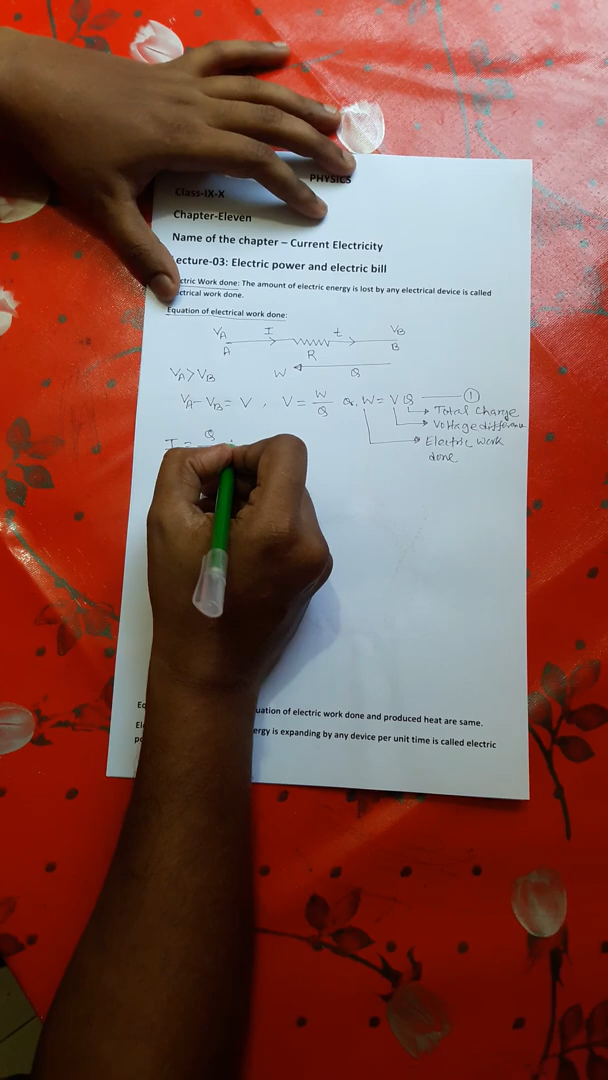 PHYSICS
Class-IX-X
Chapter-Eleven
Name of the chapter – Current Electricity
Lecture-03: Electric power and electric bill
ctric Work done: The amount of electric energy is lost by any electrical device is called
ctrical work done.
Equation of electrical work done:
VA I t VB
A R B
W Q
VA > VB
VA - VB = V , V = W/Q Or, W = VQ ①
Total Charge
Voltage difference
Electric work
done
I = Q
uation of electric work done and produced heat are same.
ergy is expanding by any device per unit time is called electric